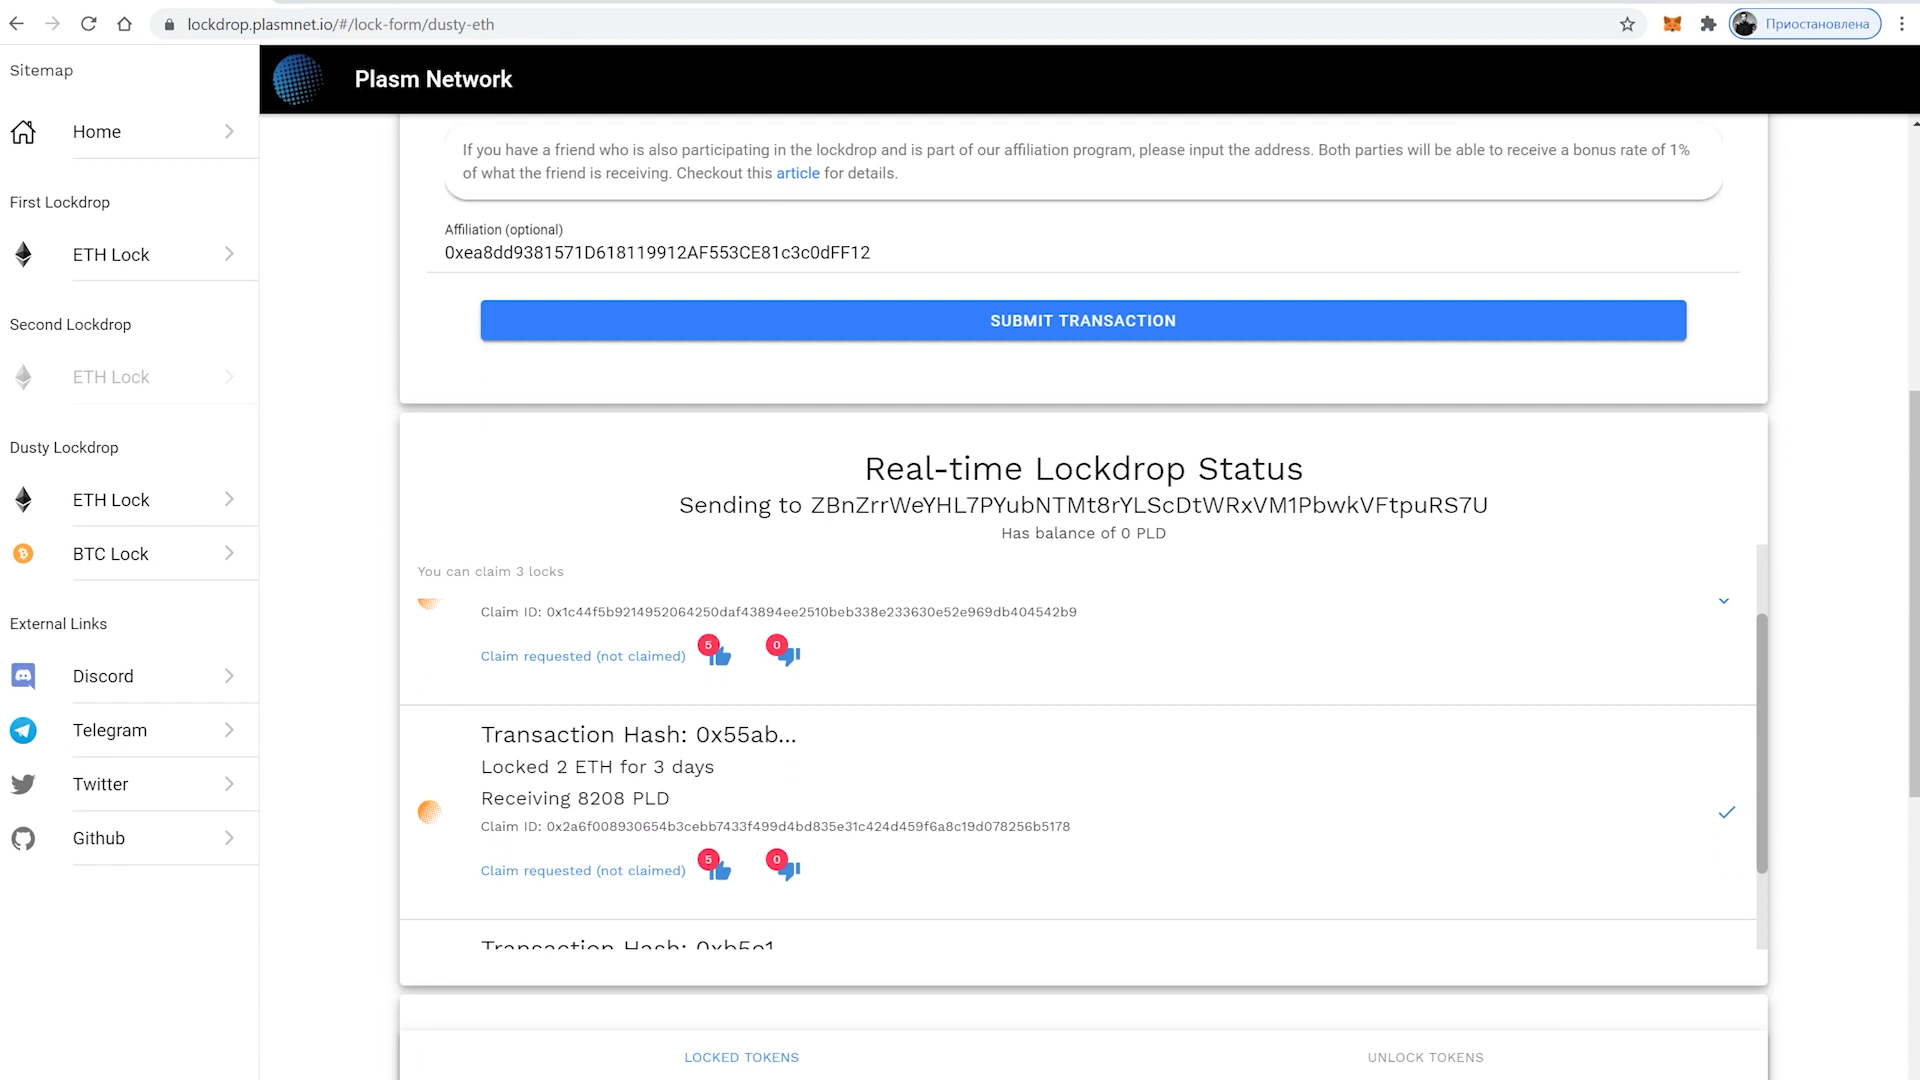 lockdrop.plasmnet.io/#/lock-form/dusty-eth
Приостановлена
Sitemap
Home
First Lockdrop
ETH Lock
Second Lockdrop
ETH Lock
Dusty Lockdrop
ETH Lock
BTC Lock
External Links
Discord
Telegram
Twitter
Github
Plasm Network
If you have a friend who is also participating in the lockdrop and is part of our affiliation program, please input the address. Both parties will be able to receive a bonus rate of 1%
of what the friend is receiving. Checkout this article for details.
Affiliation (optional)
0xea8dd9381571D618119912AF553CE81c3c0dFF12
SUBMIT TRANSACTION
Real-time Lockdrop Status
Sending to ZBnZrrWeYHL7PYubNTMt8rYLScDtWRxVM1PbwkVFtpuRS7U
Has balance of 0 PLD
You can claim 3 locks
Claim ID: 0x1c44f5b9214952064250daf43894ee2510beb338e233630e52e969db404542b9
Claim requested (not claimed) 5 0
Transaction Hash: 0x55ab...
Locked 2 ETH for 3 days
Receiving 8208 PLD
Claim ID: 0x2a6f008930654b3cebb7433f499d4bd835e31c424d459f6a8c19d078256b5178
Claim requested (not claimed) 5 0
Transaction Hash: 0xb5e1
LOCKED TOKENS
UNLOCK TOKENS